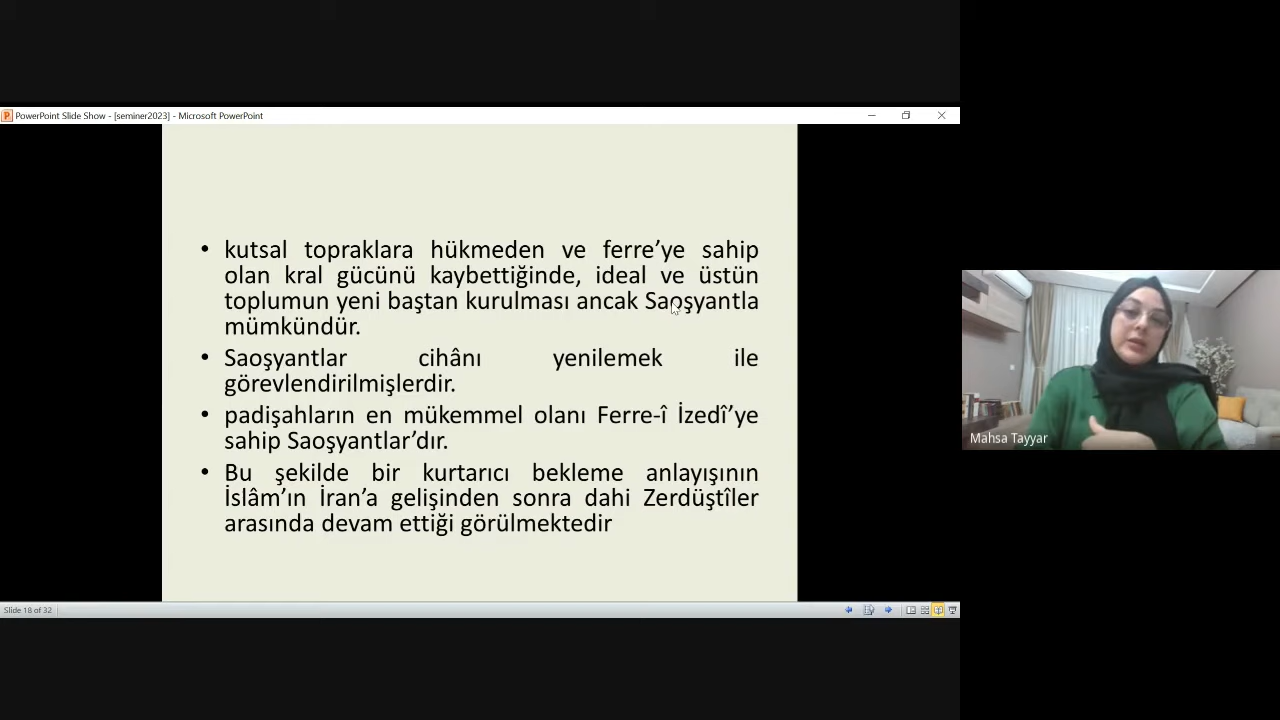 PowerPoint Slide Show - [seminer2023] - Microsoft PowerPoint
• kutsal topraklara hükmeden ve ferre’ye sahip
olan kral gücünü kaybettiğinde, ideal ve üstün
toplumun yeni baştan kurulması ancak Saoşyantla
mümkündür.
• Saoşyantlar cihânı yenilemek ile
görevlendirilmişlerdir.
• padişahların en mükemmel olanı Ferre-î İzedî’ye
sahip Saoşyantlar’dır.
• Bu şekilde bir kurtarıcı bekleme anlayışının
İslâm’ın İran’a gelişinden sonra dahi Zerdüştîler
arasında devam ettiği görülmektedir
Mahsa Tayyar
Slide 18 of 32